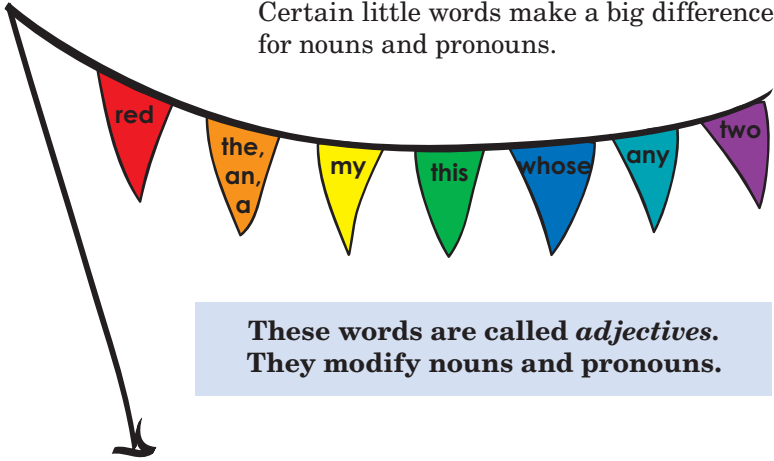 Certain little words make a big difference
for nouns and pronouns.
red
the,
an,
a
my
this
whose
any
two
These words are called adjectives.
They modify nouns and pronouns.